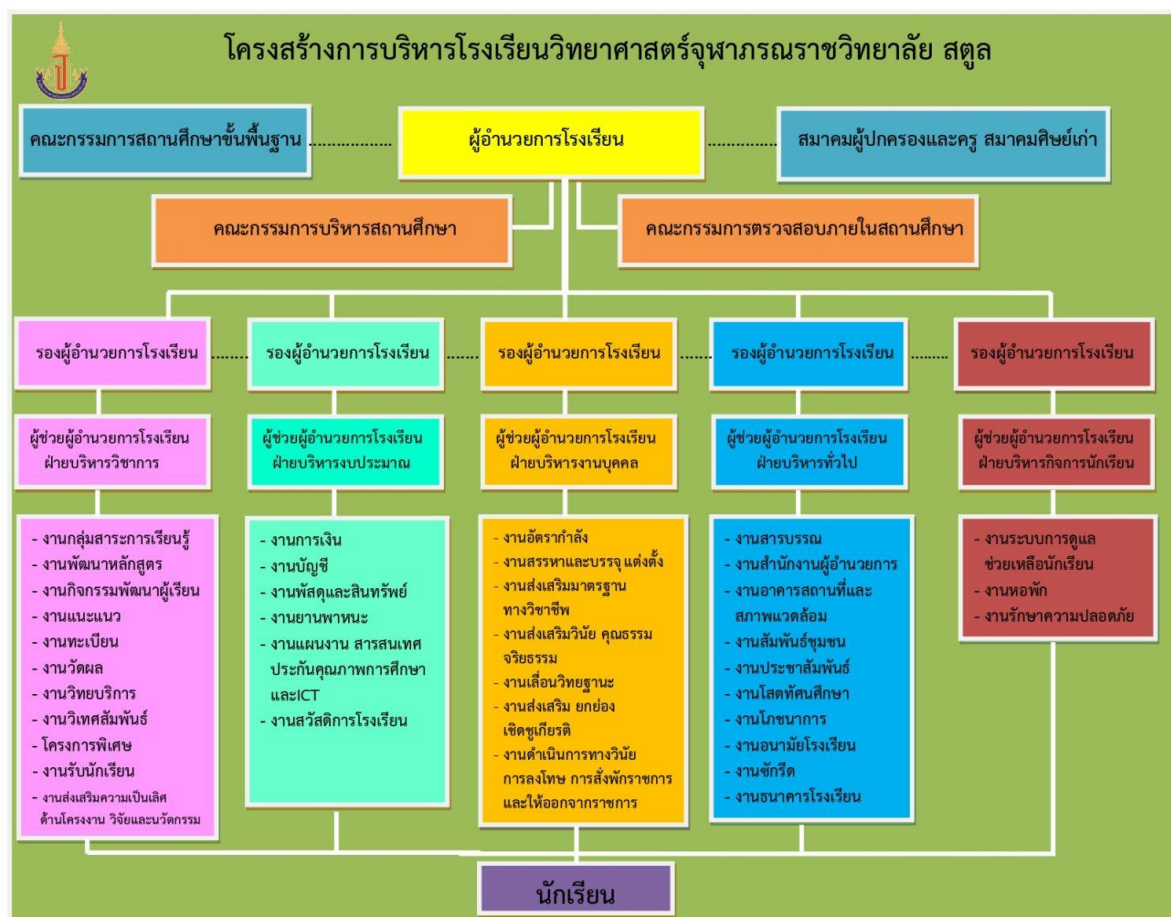 โครงสร้างการบริหารโรงเรียนวิทยาศาสตร์จุฬาภรณราชวิทยาลัย สตูล
คณะกรรมการสถานศึกษาขั้นพื้นฐาน
ผู้อำนวยการโรงเรียน
สมาคมผู้ปกครองและครู สมาคมศิษย์เก่า
คณะกรรมการบริหารสถานศึกษา
คณะกรรมการตรวจสอบภายในสถานศึกษา
รองผู้อำนวยการโรงเรียน
รองผู้อำนวยการโรงเรียน
รองผู้อำนวยการโรงเรียน
รองผู้อำนวยการโรงเรียน
รองผู้อำนวยการโรงเรียน
ผู้ช่วยผู้อำนวยการโรงเรียน
ฝ่ายบริหารวิชาการ
ผู้ช่วยผู้อำนวยการโรงเรียน
ฝ่ายบริหารงบประมาณ
ผู้ช่วยผู้อำนวยการโรงเรียน
ฝ่ายบริหารงานบุคคล
ผู้ช่วยผู้อำนวยการโรงเรียน
ฝ่ายบริหารทั่วไป
ผู้ช่วยผู้อำนวยการโรงเรียน
ฝ่ายบริหารกิจการนักเรียน
- งานกลุ่มสาระการเรียนรู้
- งานพัฒนาหลักสูตร
- งานกิจกรรมพัฒนาผู้เรียน
- งานแนะแนว
- งานทะเบียน
- งานวัดผล
- งานวิทยบริการ
- งานวิเทศสัมพันธ์
- โครงการพิเศษ
- งานรับนักเรียน
- งานส่งเสริมความเป็นเลิศ
ด้านโครงงาน วิจัยและนวัตกรรม
- งานการเงิน
- งานบัญชี
- งานพัสดุและสินทรัพย์
- งานยานพาหนะ
- งานแผนงาน สารสนเทศ
ประกันคุณภาพการศึกษา
และICT
- งานสวัสดิการโรงเรียน
- งานอัตรากำลัง
- งานสรรหาและบรรจุ แต่งตั้ง
- งานส่งเสริมมาตรฐาน
ทางวิชาชีพ
- งานส่งเสริมวินัย คุณธรรม
จริยธรรม
- งานเลื่อนวิทยฐานะ
- งานส่งเสริม ยกย่อง
เชิดชูเกียรติ
- งานดำเนินการทางวินัย
การลงโทษ การสั่งพักราชการ
และให้ออกจากราชการ
- งานสารบรรณ
- งานสำนักงานผู้อำนวยการ
- งานอาคารสถานที่และ
สภาพแวดล้อม
- งานสัมพันธ์ชุมชน
- งานประชาสัมพันธ์
- งานโสตทัศนศึกษา
- งานโภชนาการ
- งานอนามัยโรงเรียน
- งานซักรีด
- งานธนาคารโรงเรียน
- งานระบบการดูแล
ช่วยเหลือนักเรียน
- งานหอพัก
- งานรักษาความปลอดภัย
นักเรียน